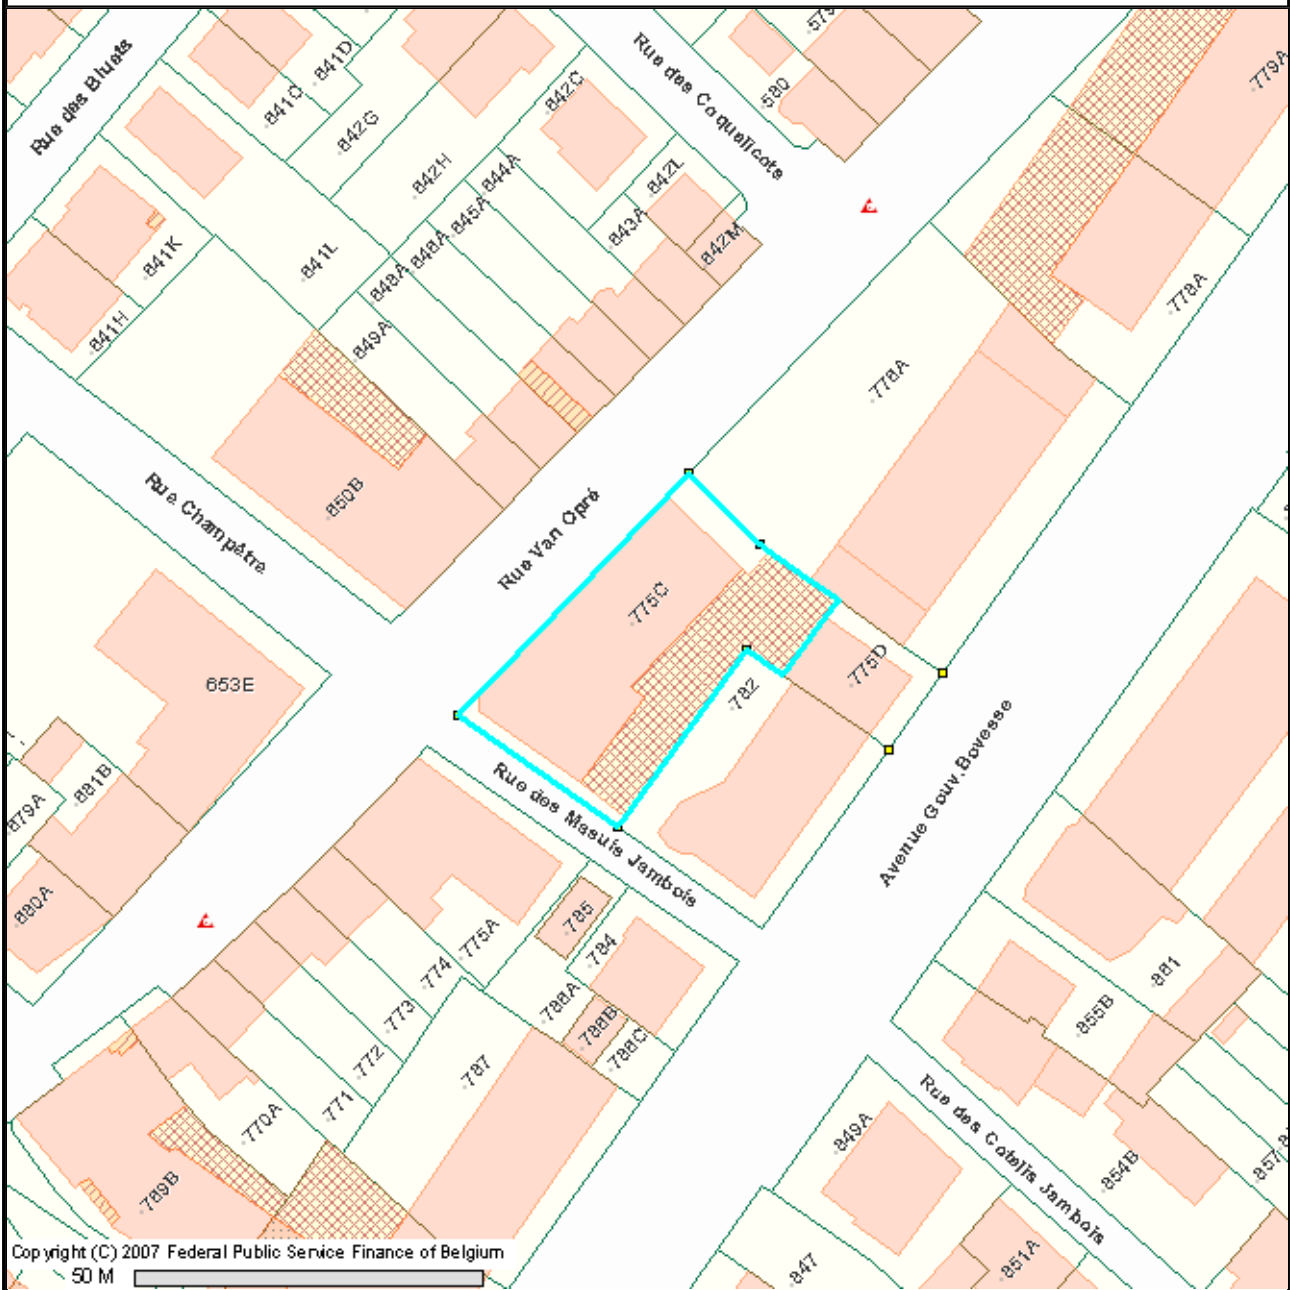 Rue des Bluets
841C
841D
842G
842H
842C
Rue des Coquelicots
580
579
779A
841K
841H
841L
848A
848A
845A
844A
843A
842L
842M
849A
778A
778A
850B
Rue Champêtre
Rue Van Opré
775C
775D
782
653E
881B
879A
880A
Rue des Masuis Jambois
Avenue Gouv.Bovesse
785
784
775A
774
773
772
771
770A
788A
788B
788C
787
789B
881
855B
854B
857
849A
851A
847
Rue des Cotelis Jambois
Copyright (C) 2007 Federal Public Service Finance of Belgium
50 M